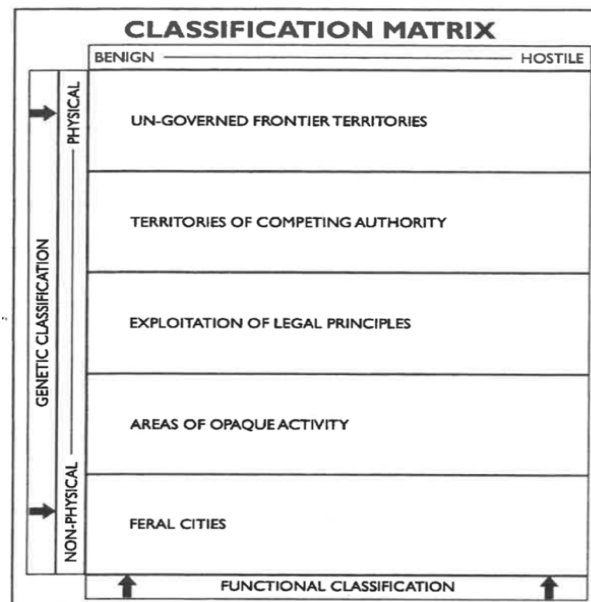 CLASSIFICATION MATRIX
BENIGN HOSTILE
GENETIC CLASSIFICATION
PHYSICAL
NON-PHYSICAL
UN-GOVERNED FRONTIER TERRITORIES
TERRITORIES OF COMPETING AUTHORITY
EXPLOITATION OF LEGAL PRINCIPLES
AREAS OF OPAQUE ACTIVITY
FERAL CITIES
FUNCTIONAL CLASSIFICATION